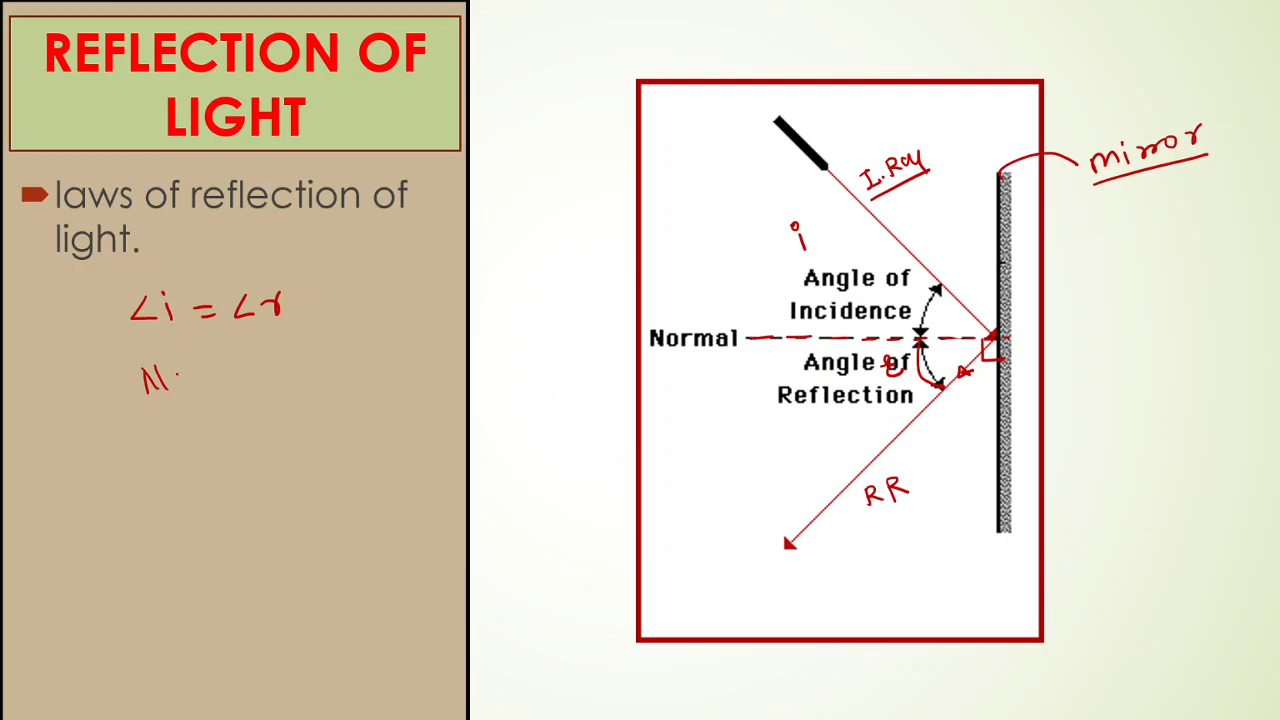 REFLECTION OF
LIGHT
laws of reflection of
light.
∠i = ∠r
N.
I.Ray
mirror
i
Angle of
Incidence
Normal
Angle of
Reflection
RR